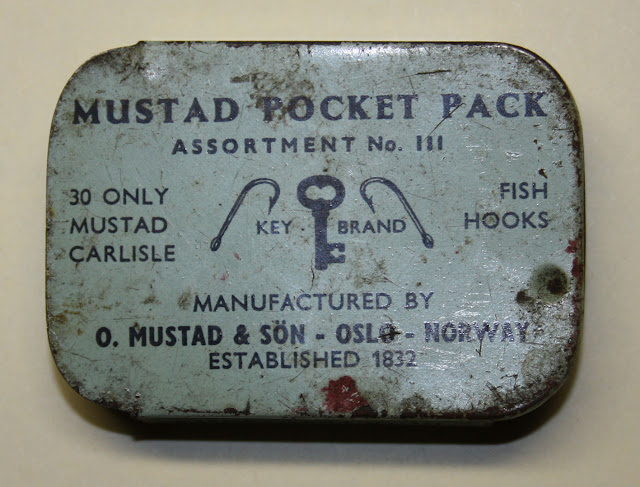 MUSTAD POCKET PACK
ASSORTMENT No. III
30 ONLY
MUSTAD
CARLISLE
KEY BRAND
FISH
HOOKS
MANUFACTURED BY
O. MUSTAD & SÖN - OSLO - NORWAY
ESTABLISHED 1832